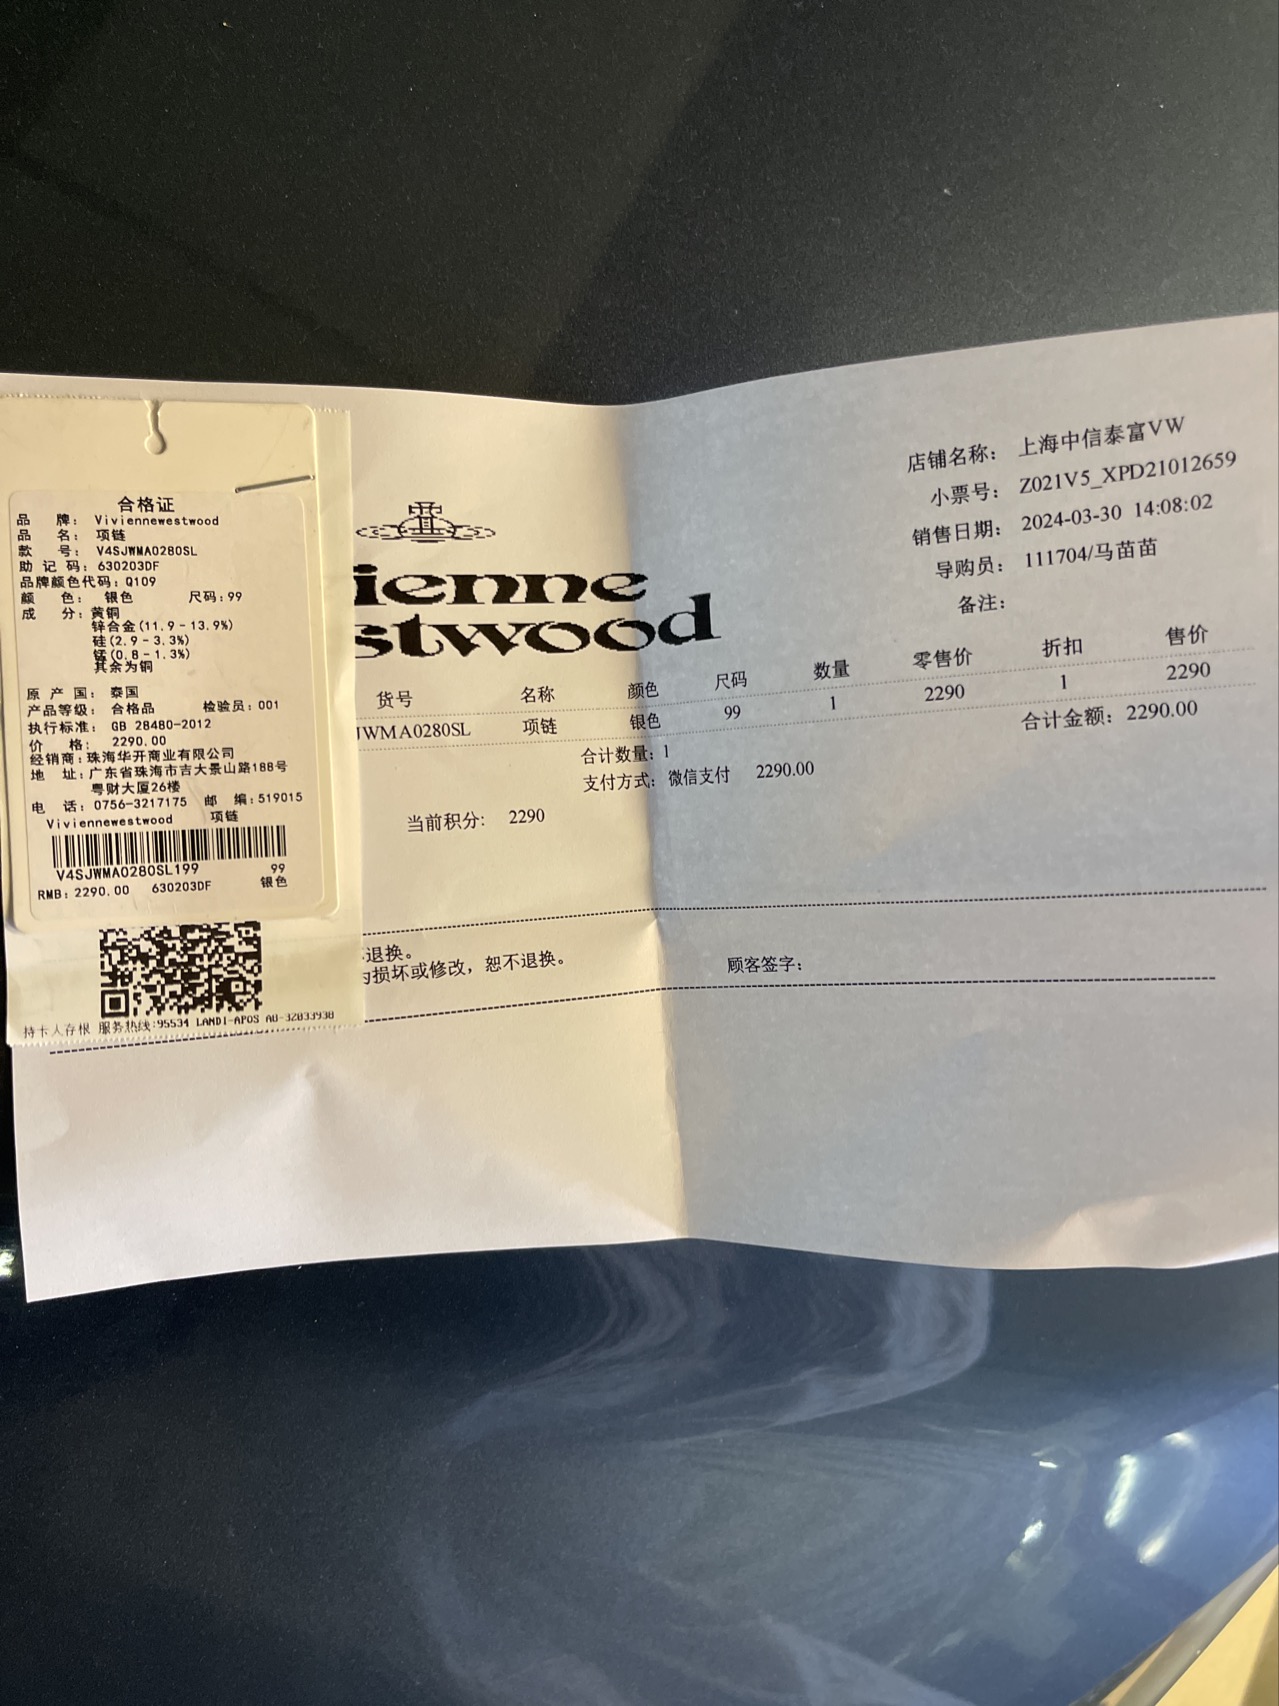 合格证
品 牌: Viviennewestwood
品 名: 项链
款 号: V4SJWMA0280SL
助 记 码: 630203DF
品牌颜色代码: Q109
颜 色: 银色 尺码:99
成 分: 黄铜
锌合金(11.9-13.9%)
硅(2.9-3.3%)
锰(0.8-1.3%)
其余为铜
原 产 国: 泰国
产品等级: 合格品 检验员:001
执行标准: GB 28480-2012
价 格: 2290.00
经销商:珠海华开商业有限公司
地 址:广东省珠海市吉大景山路188号
粤财大厦26楼
电 话: 0756-3217175 邮 编:519015
Viviennewestwood 项链
V4SJWMA0280SL199 99
RMB:2290.00 630203DF 银色
持卡人存根 服务热线:95534 LANDI-APOS AU-32033938
ienne
stwood
店铺名称: 上海中信泰富VW
小票号: Z021V5_XPD21012659
销售日期: 2024-03-30 14:08:02
导购员: 111704/马苗苗
备注:
货号 名称 颜色 尺码 数量 零售价 折扣 售价
JWMA0280SL 项链 银色 99 1 2290 1 2290
合计数量: 1 合计金额: 2290.00
支付方式: 微信支付 2290.00
当前积分: 2290
退换。
为损坏或修改，恕不退换。
顾客签字: